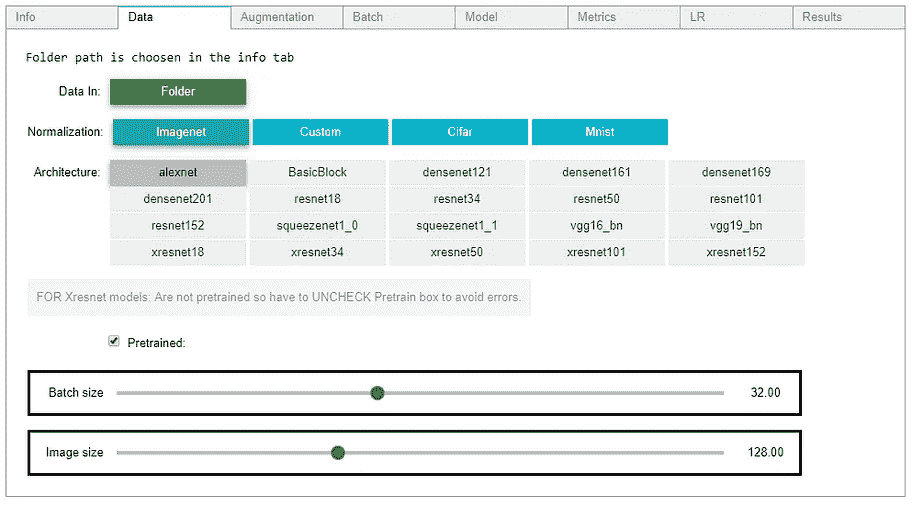 Info Data Augmentation Batch Model Metrics LR Results
Folder path is choosen in the info tab
Data In: Folder
Normalization: Imagenet Custom Cifar Mnist
Architecture: alexnet BasicBlock densenet121 densenet161 densenet169
densenet201 resnet18 resnet34 resnet50 resnet101
resnet152 squeezenet1_0 squeezenet1_1 vgg16_bn vgg19_bn
xresnet18 xresnet34 xresnet50 xresnet101 xresnet152
FOR Xresnet models: Are not pretrained so have to UNCHECK Pretrain box to avoid errors.
Pretrained:
Batch size 32.00
Image size 128.00